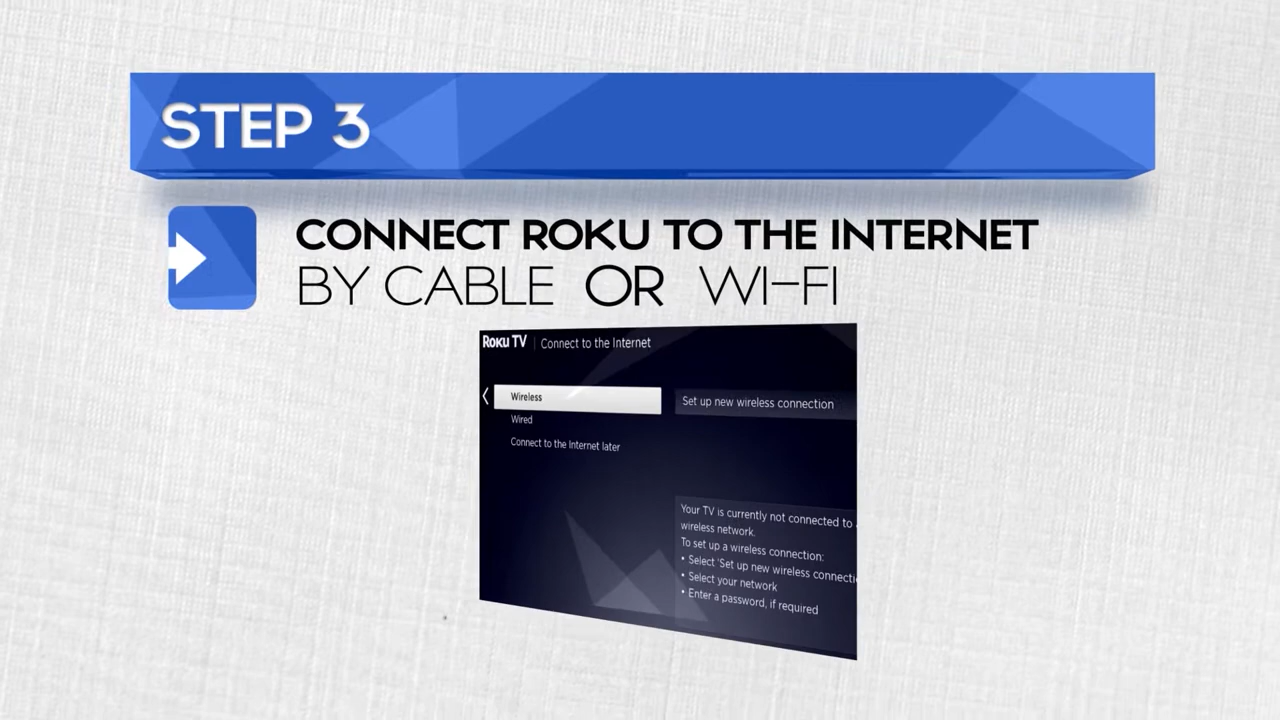 STEP 3
CONNECT ROKU TO THE INTERNET
BY CABLE OR WI-FI
Roku TV | Connect to the Internet
Wireless
Set up new wireless connection
Wired
Connect to the Internet later
Your TV is currently not connected to
wireless network.
To set up a wireless connection:
• Select 'Set up new wireless connecti
• Select your network
• Enter a password, if required